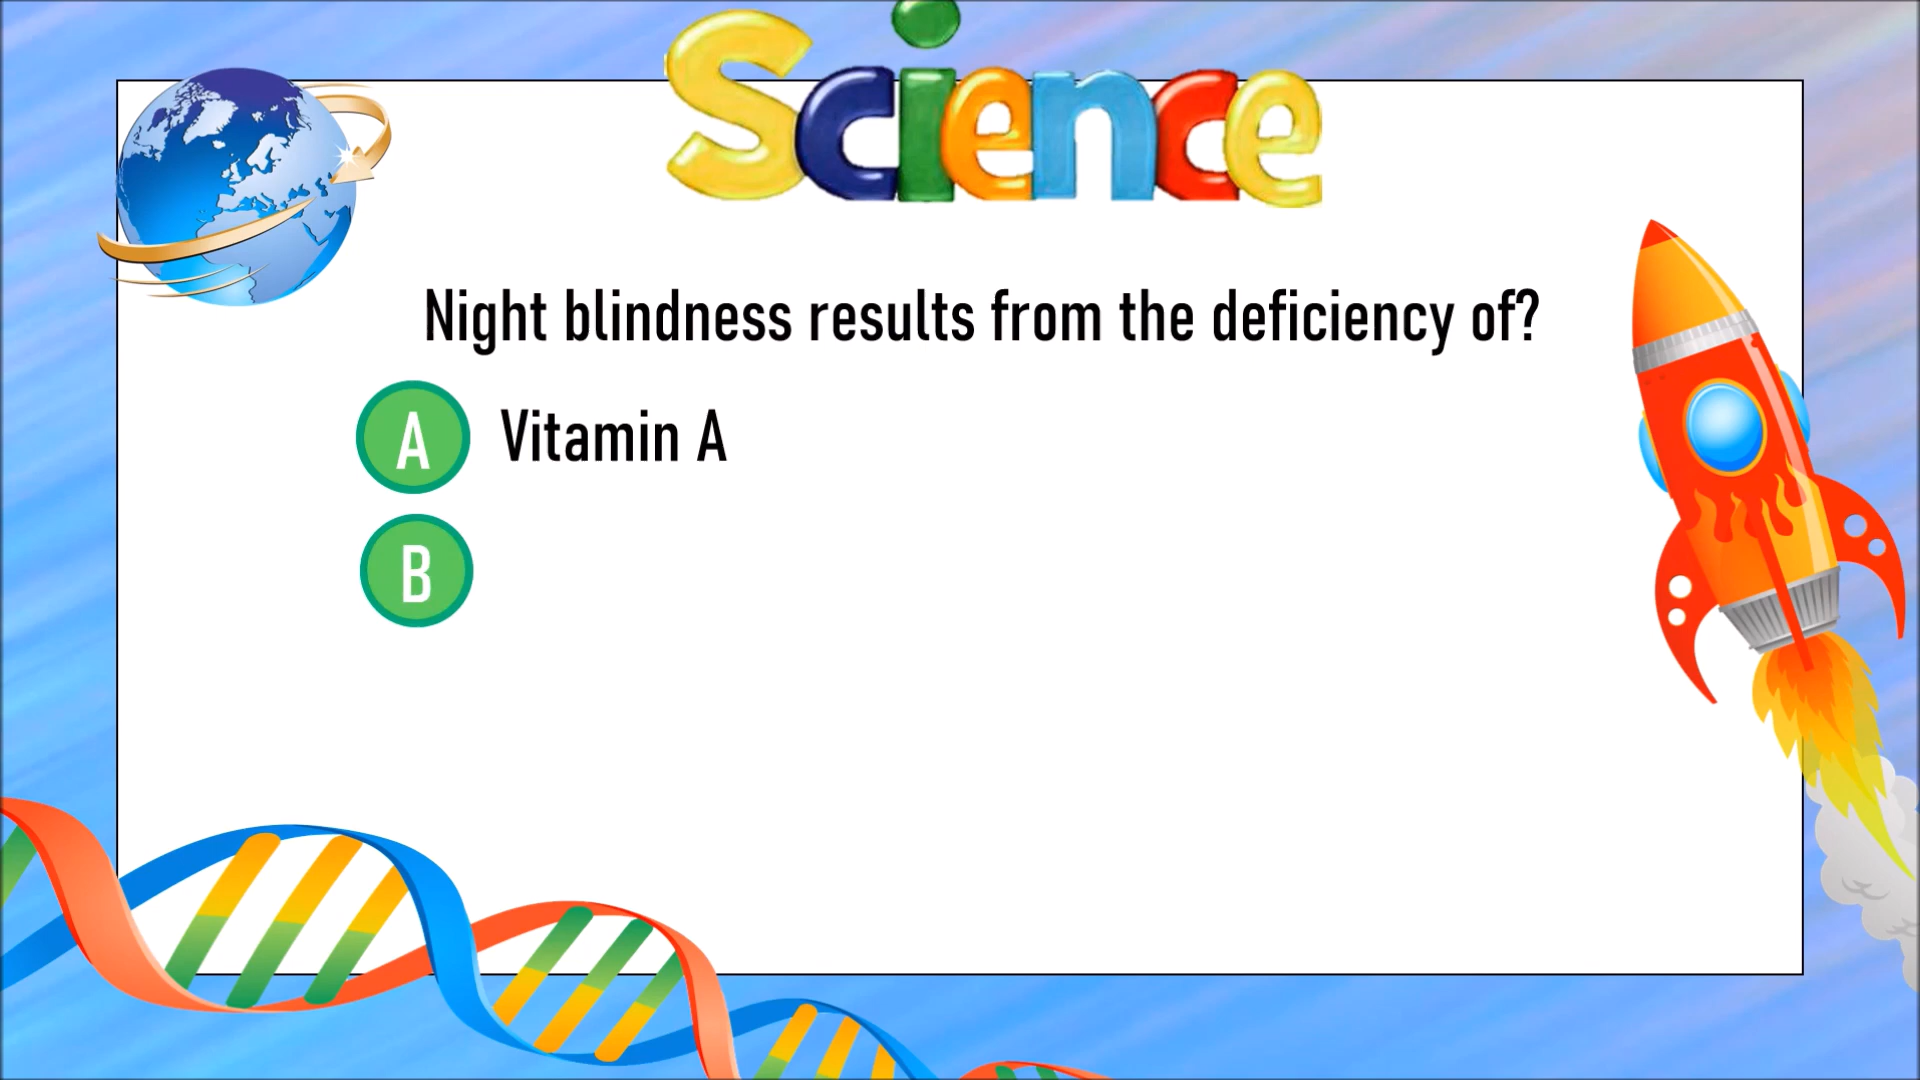 Science
Night blindness results from the deficiency of?
A Vitamin A
B